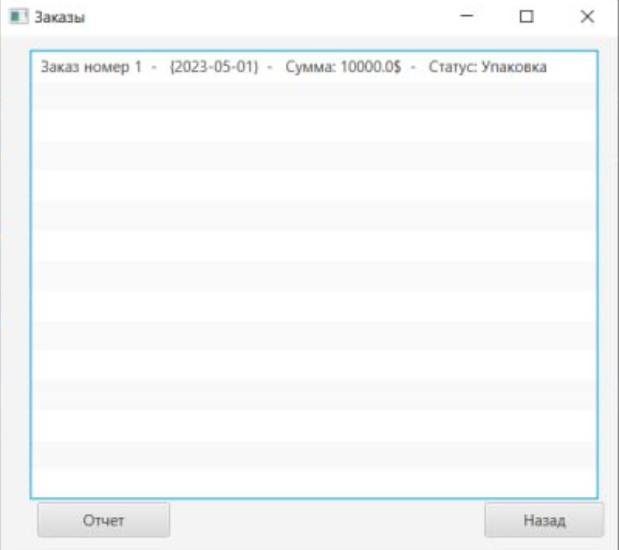 Заказы
Заказ номер 1 - {2023-05-01} - Сумма: 10000.0$ - Статус: Упаковка
Отчет
Назад